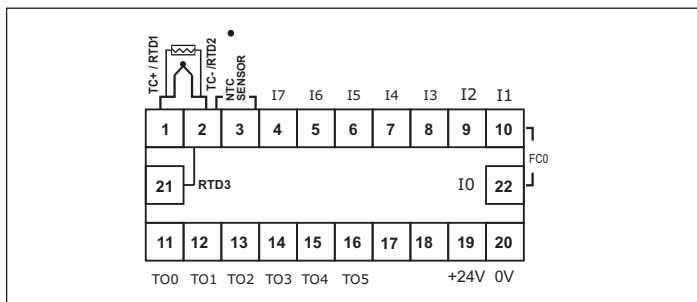 TC+ / RTD1
TC- /RTD2
NTC
SENSOR
I7 I6 I5 I4 I3 I2 I1
1 2 3 4 5 6 7 8 9 10
FC0
21 RTD3 I0 22
11 12 13 14 15 16 17 18 19 20
TO0 TO1 TO2 TO3 TO4 TO5 +24V 0V